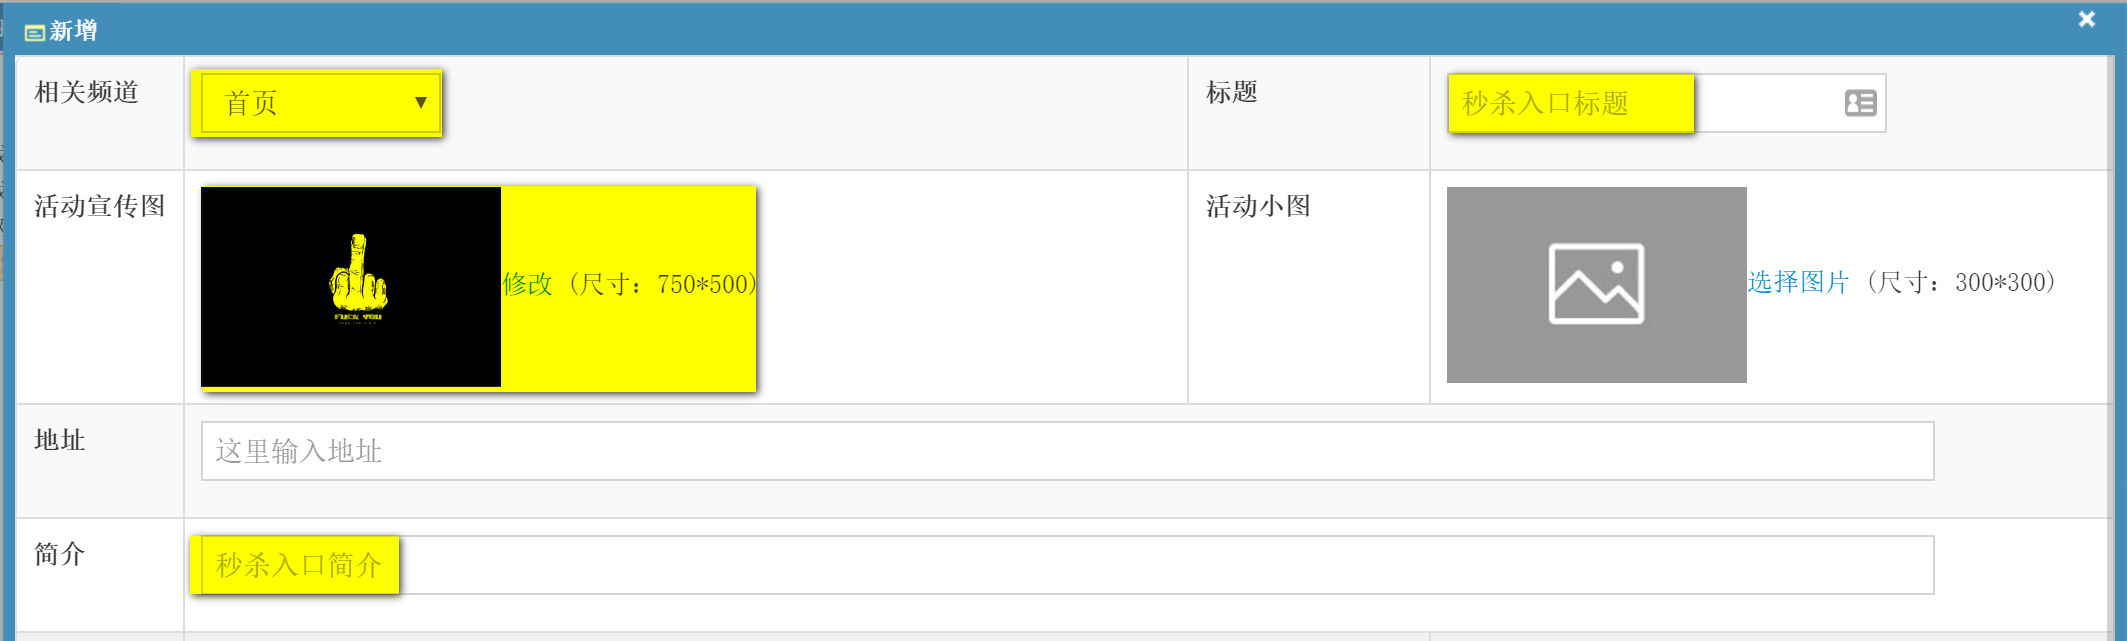 新增
相关频道 首页 标题 秒杀入口标题
活动宣传图 修改 (尺寸：750*500) 活动小图 选择图片 (尺寸：300*300)
FUCK YOU
地址 这里输入地址
简介 秒杀入口简介